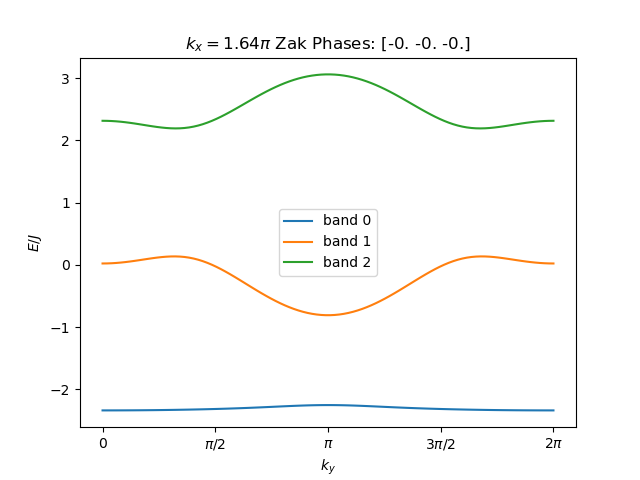 $k_x = 1.64\pi$ Zak Phases: [-0. -0. -0.]
E/J
3
2
1
0
−1
−2
band 0
band 1
band 2
0 π/2 π 3π/2 2π
$k_y$